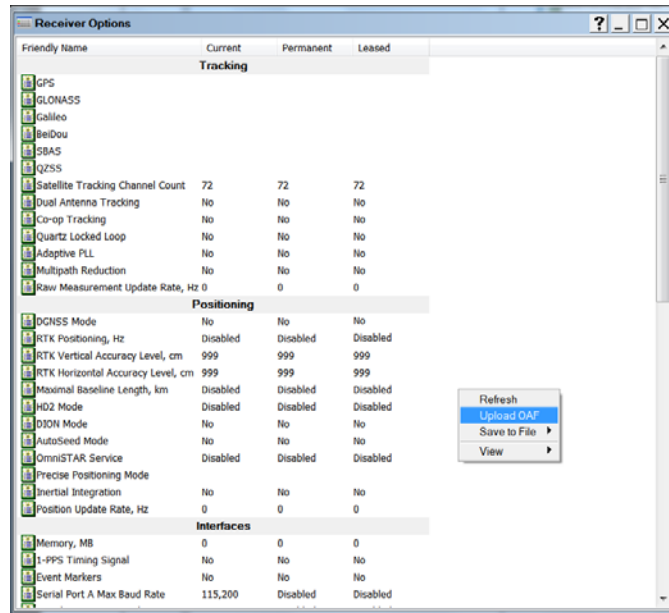 Receiver Options
Friendly Name Current Permanent Leased
Tracking
GPS
GLONASS
Galileo
BeiDou
SBAS
QZSS
Satellite Tracking Channel Count 72 72 72
Dual Antenna Tracking No No No
Co-op Tracking No No No
Quartz Locked Loop No No No
Adaptive PLL No No No
Multipath Reduction No No No
Raw Measurement Update Rate, Hz 0 0 0
Positioning
DGNSS Mode No No No
RTK Positioning, Hz Disabled Disabled Disabled
RTK Vertical Accuracy Level, cm 999 999 999
RTK Horizontal Accuracy Level, cm 999 999 999
Maximal Baseline Length, km Disabled Disabled Disabled
HD2 Mode Disabled Disabled Disabled
DION Mode No No No
AutoSeed Mode No No No
OmniSTAR Service Disabled Disabled Disabled
Precise Positioning Mode
Inertial Integration No No No
Position Update Rate, Hz 0 0 0
Interfaces
Memory, MB 0 0 0
1-PPS Timing Signal No No No
Event Markers No No No
Serial Port A Max Baud Rate 115,200 Disabled Disabled
Refresh
Upload OAF
Save to File
View